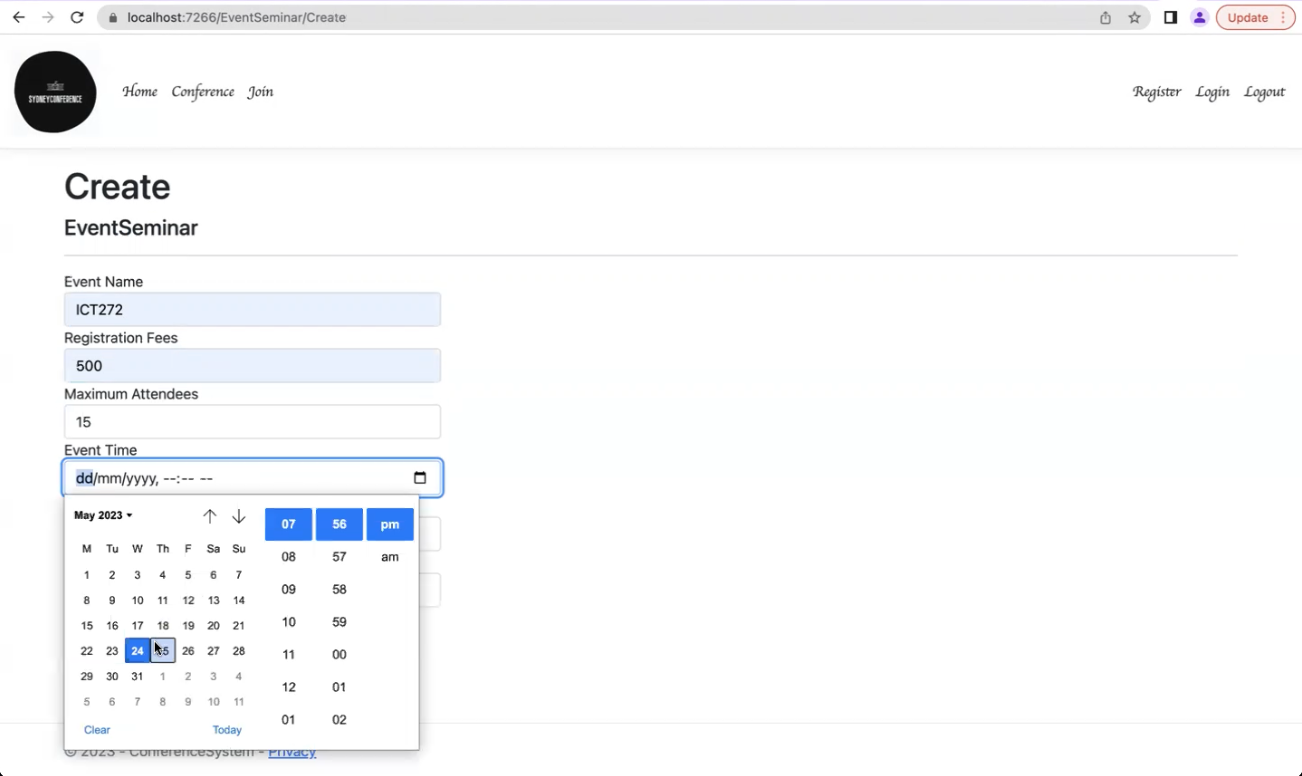 localhost:7266/EventSeminar/Create
Update
SYDNEYCONFERENCE
Home Conference Join
Register Login Logout
Create
EventSeminar
Event Name
ICT272
Registration Fees
500
Maximum Attendees
15
Event Time
dd/mm/yyyy, --:-- --
May 2023
07 56 pm
M Tu W Th F Sa Su
08 57 am
1 2 3 4 5 6 7
09 58
8 9 10 11 12 13 14
10 59
15 16 17 18 19 20 21
22 23 24 25 26 27 28
11 00
29 30 31 1 2 3 4
12 01
5 6 7 8 9 10 11
01 02
Clear Today
© 2023 - ConferenceSystem - Privacy